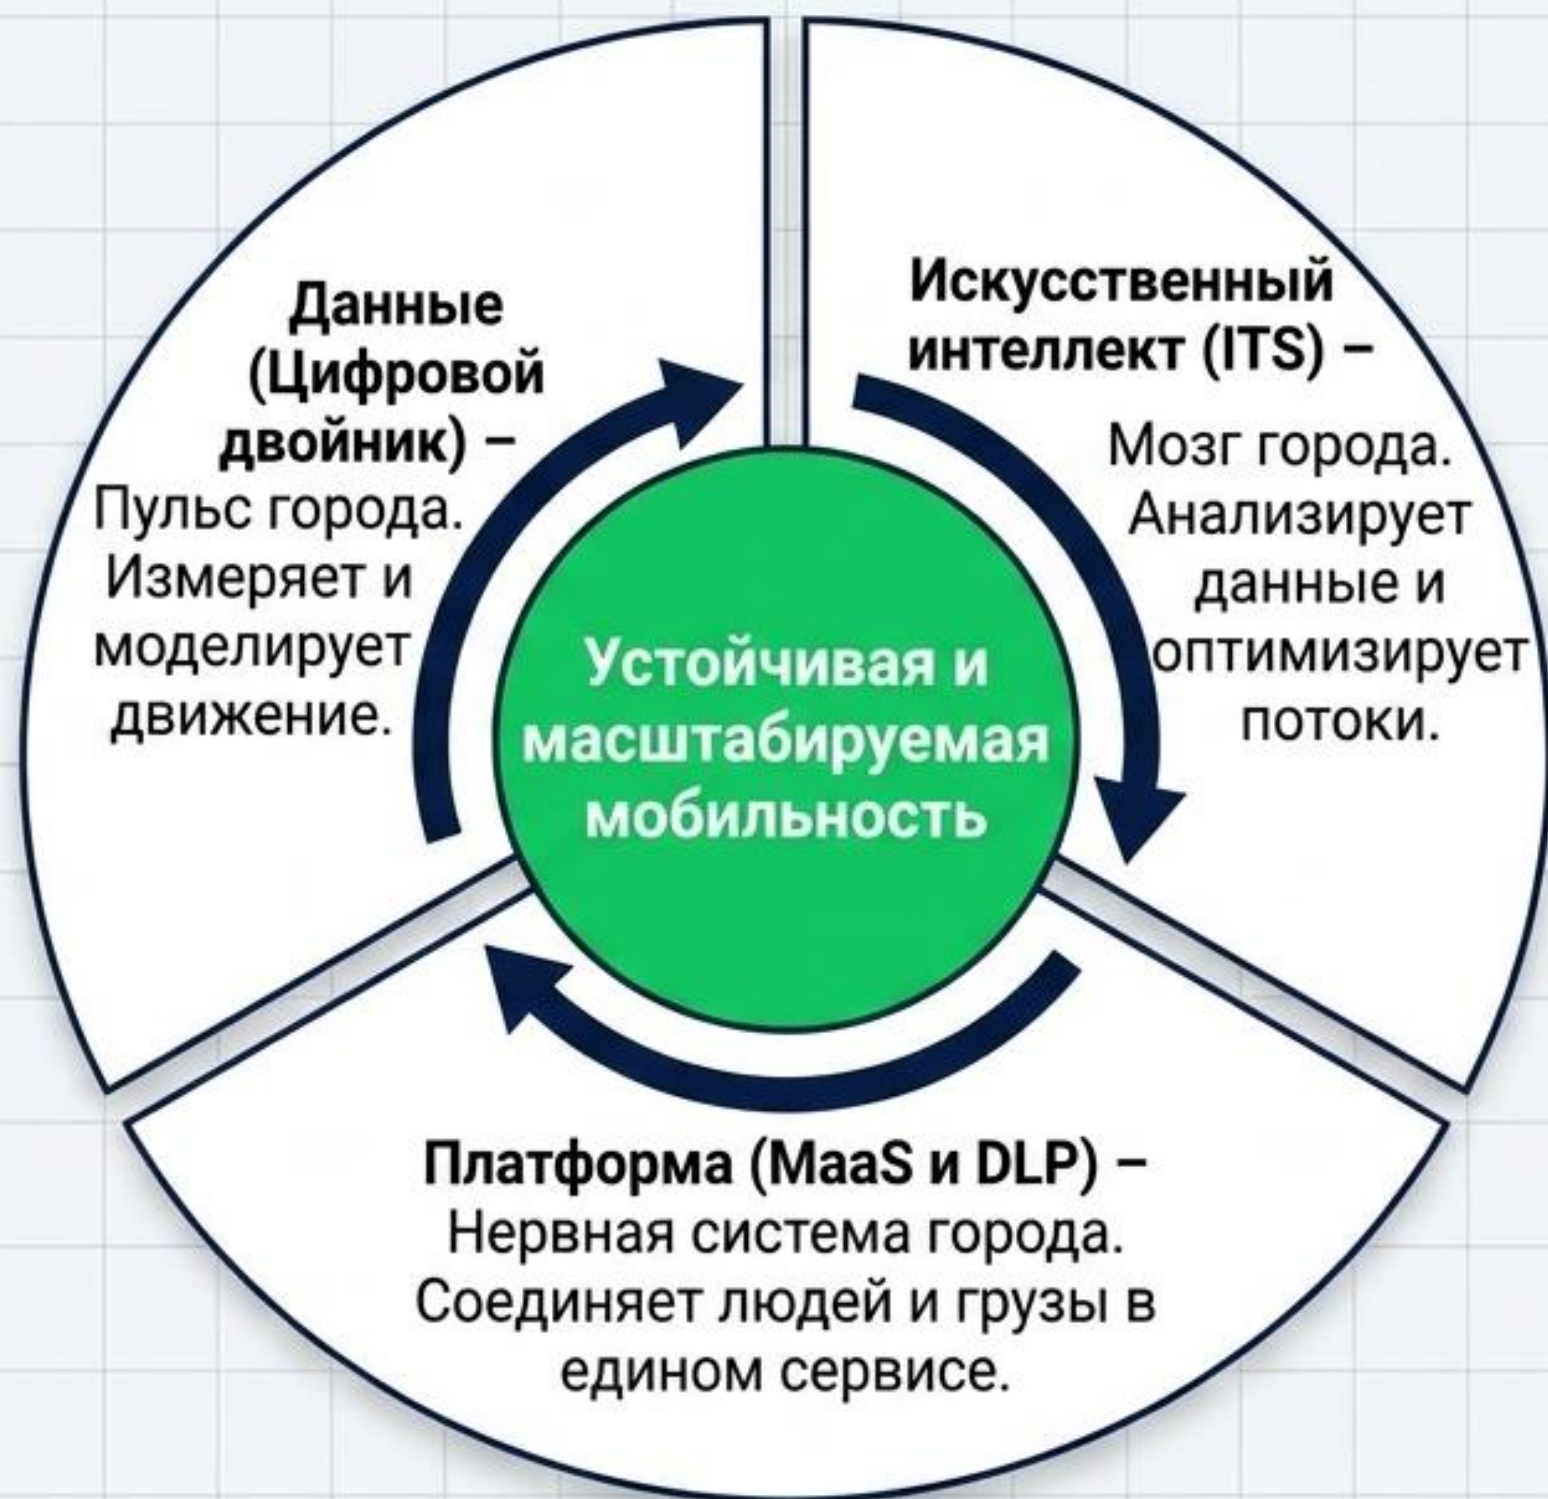 Данные
(Цифровой
двойник) –
Пульс города.
Измеряет и
моделирует
движение.
Искусственный
интеллект (ITS) –
Мозг города.
Анализирует
данные и
оптимизирует
потоки.
Устойчивая и
масштабируемая
мобильность
Платформа (MaaS и DLP) –
Нервная система города.
Соединяет людей и грузы в
едином сервисе.